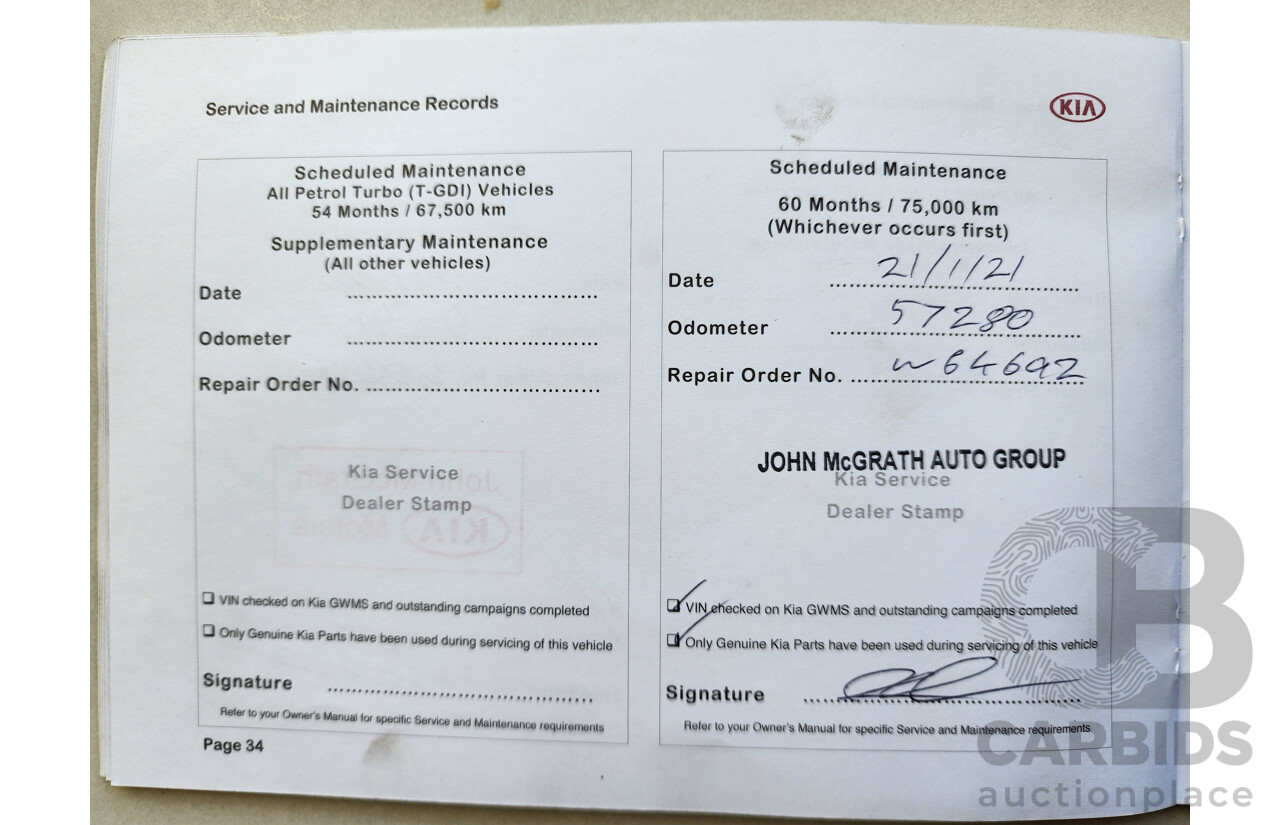 Service and Maintenance Records
KIA
Scheduled Maintenance
All Petrol Turbo (T-GDI) Vehicles
54 Months / 67,500 km
Supplementary Maintenance
(All other vehicles)
Date ........................................
Odometer ........................................
Repair Order No. ........................................
Kia Service
Dealer Stamp
❏ VIN checked on Kia GWMS and outstanding campaigns completed
❏ Only Genuine Kia Parts have been used during servicing of this vehicle
Signature ........................................
Refer to your Owner's Manual for specific Service and Maintenance requirements
Page 34
Scheduled Maintenance
60 Months / 75,000 km
(Whichever occurs first)
Date 21/1/21
Odometer 57280
Repair Order No. W64692
JOHN McGRATH AUTO GROUP
Kia Service
Dealer Stamp
VIN checked on Kia GWMS and outstanding campaigns completed
Only Genuine Kia Parts have been used during servicing of this vehicle
Signature
Refer to your Owner's Manual for specific Service and Maintenance requirements
CB
CARBIDS
auctionplace